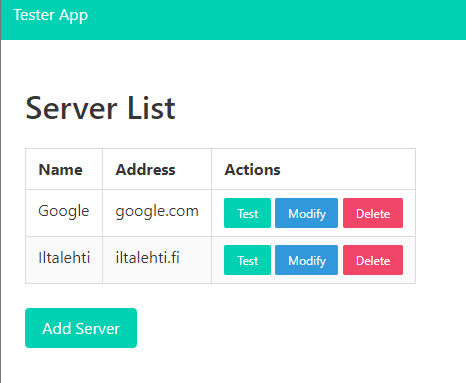 Tester App
Server List
Name Address Actions
Google google.com Test Modify Delete
Iltalehti iltalehti.fi Test Modify Delete
Add Server